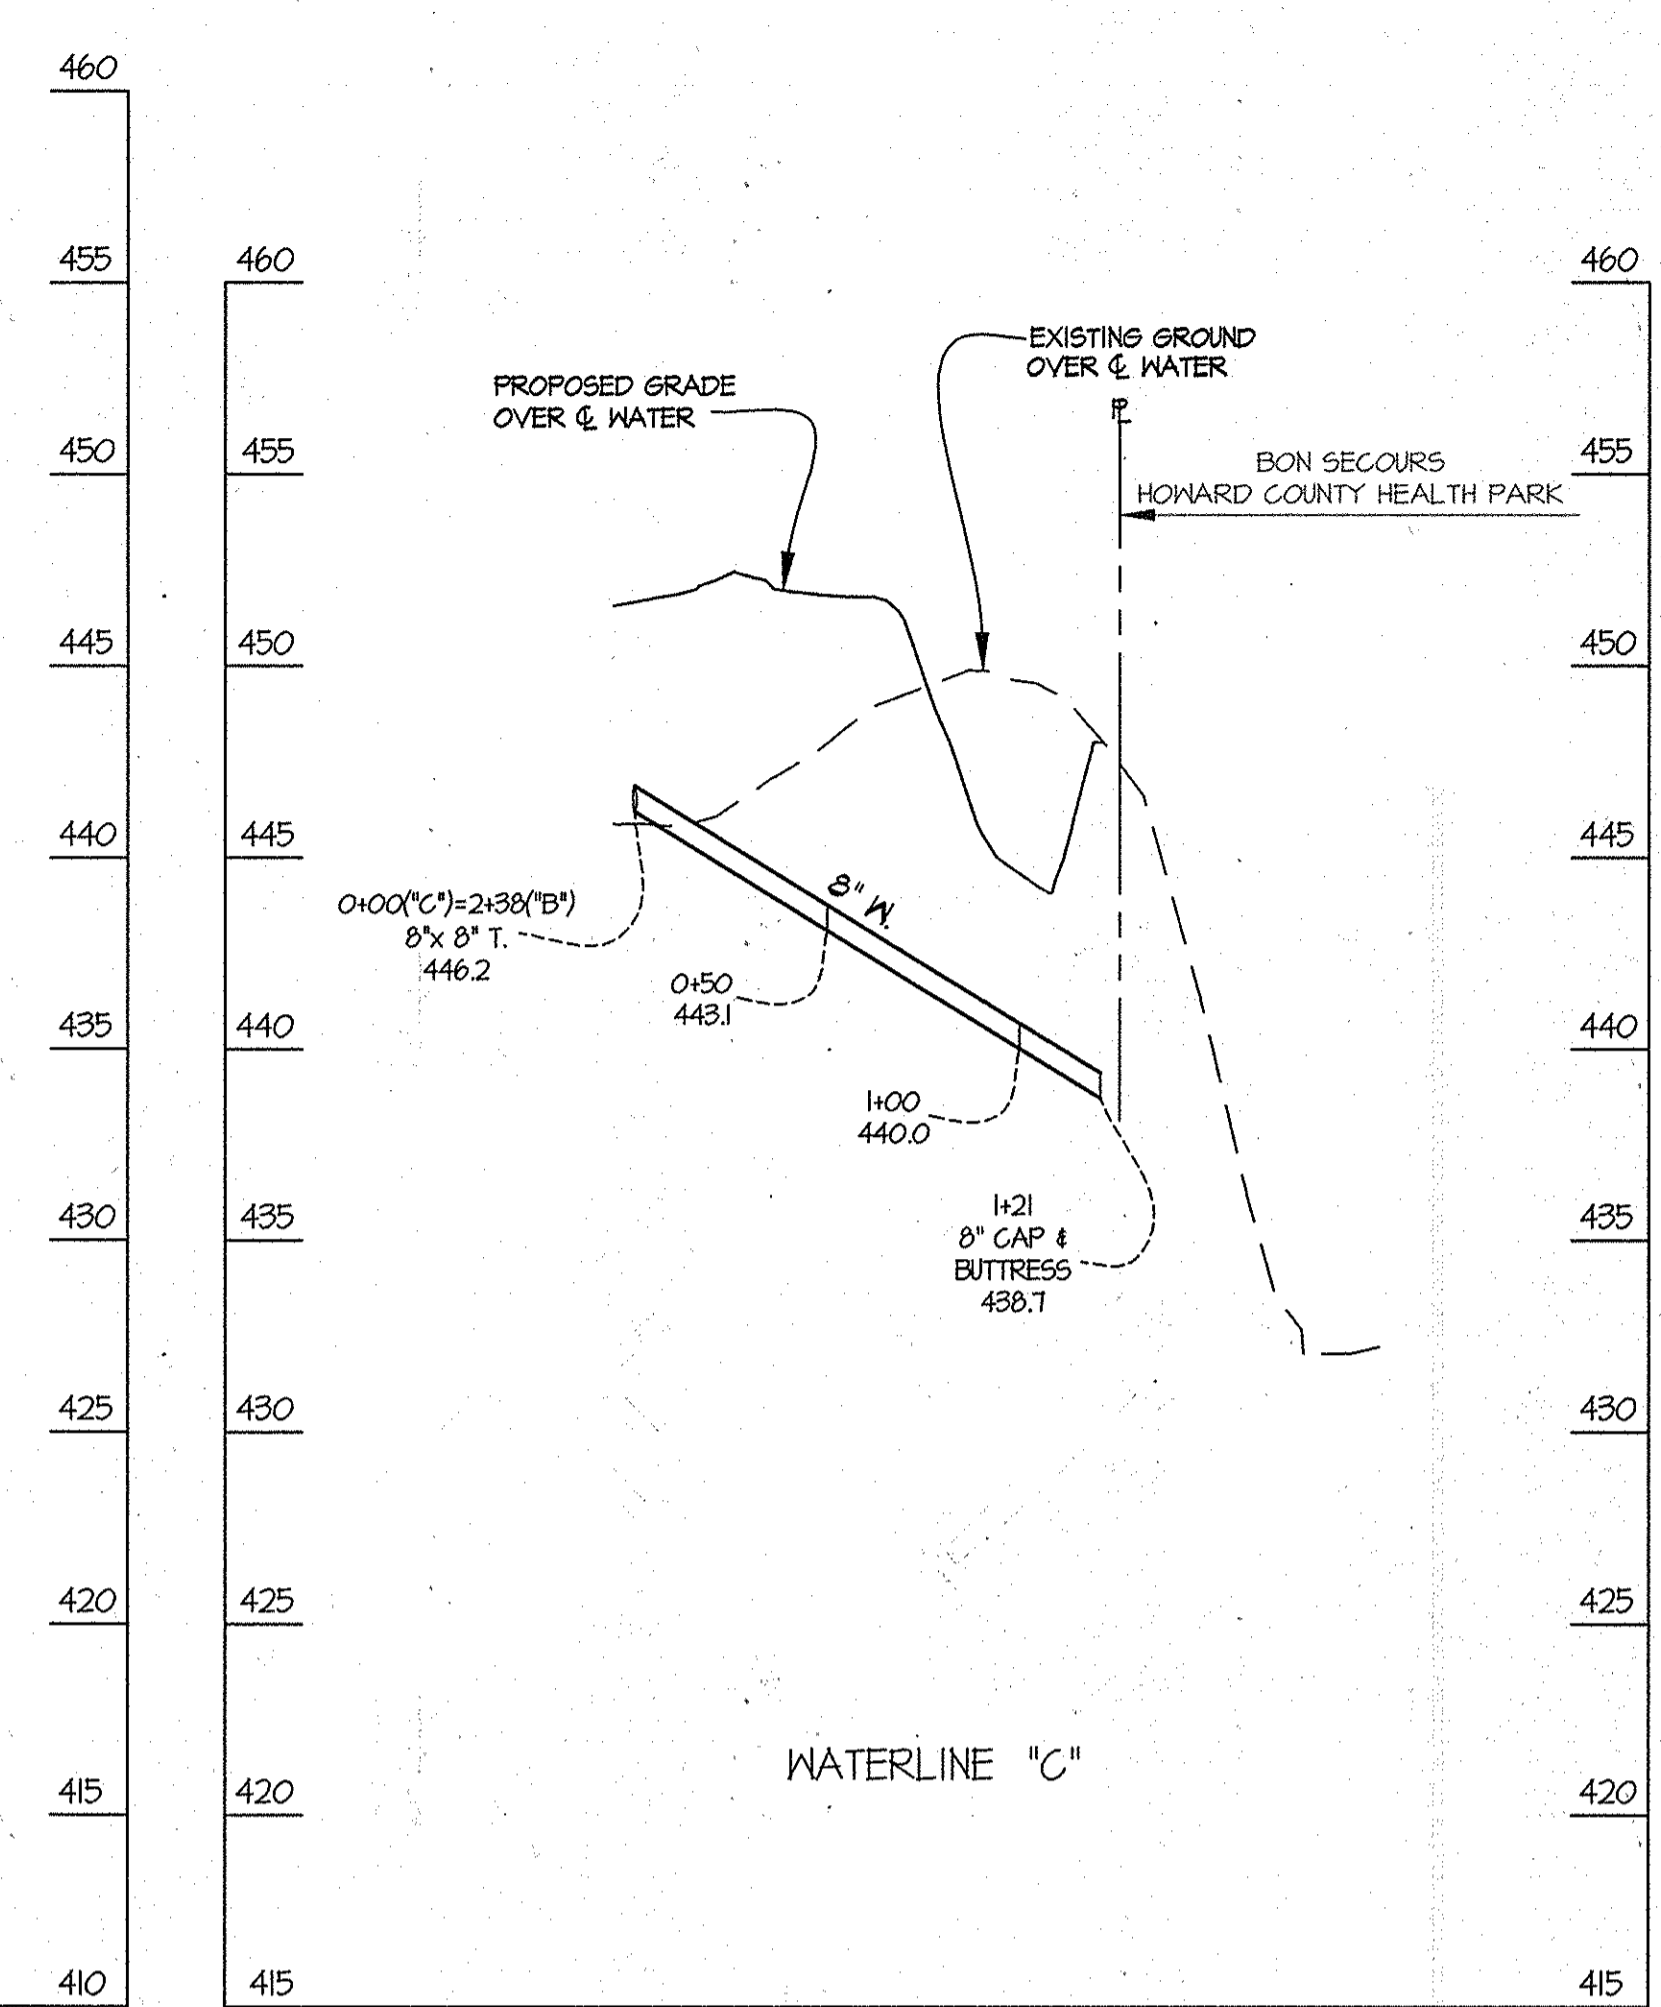 460
455
450
445
440
435
430
425
420
415
410
460
455
450
445
440
435
430
425
420
415
PROPOSED GRADE
OVER ℄ WATER
EXISTING GROUND
OVER ℄ WATER
PL
BON SECOURS
HOWARD COUNTY HEALTH PARK
8" W.
0+00("C")=2+38("B")
8"x 8" T.
446.2
0+50
443.1
1+00
440.0
1+21
8" CAP &
BUTTRESS
438.7
WATERLINE "C"
460
455
450
445
440
435
430
425
420
415